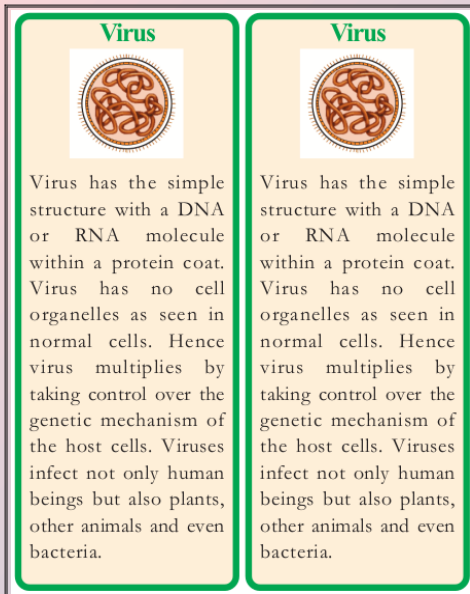 Virus
Virus has the simple
structure with a DNA
or RNA molecule
within a protein coat.
Virus has no cell
organelles as seen in
normal cells. Hence
virus multiplies by
taking control over the
genetic mechanism of
the host cells. Viruses
infect not only human
beings but also plants,
other animals and even
bacteria.
Virus
Virus has the simple
structure with a DNA
or RNA molecule
within a protein coat.
Virus has no cell
organelles as seen in
normal cells. Hence
virus multiplies by
taking control over the
genetic mechanism of
the host cells. Viruses
infect not only human
beings but also plants,
other animals and even
bacteria.